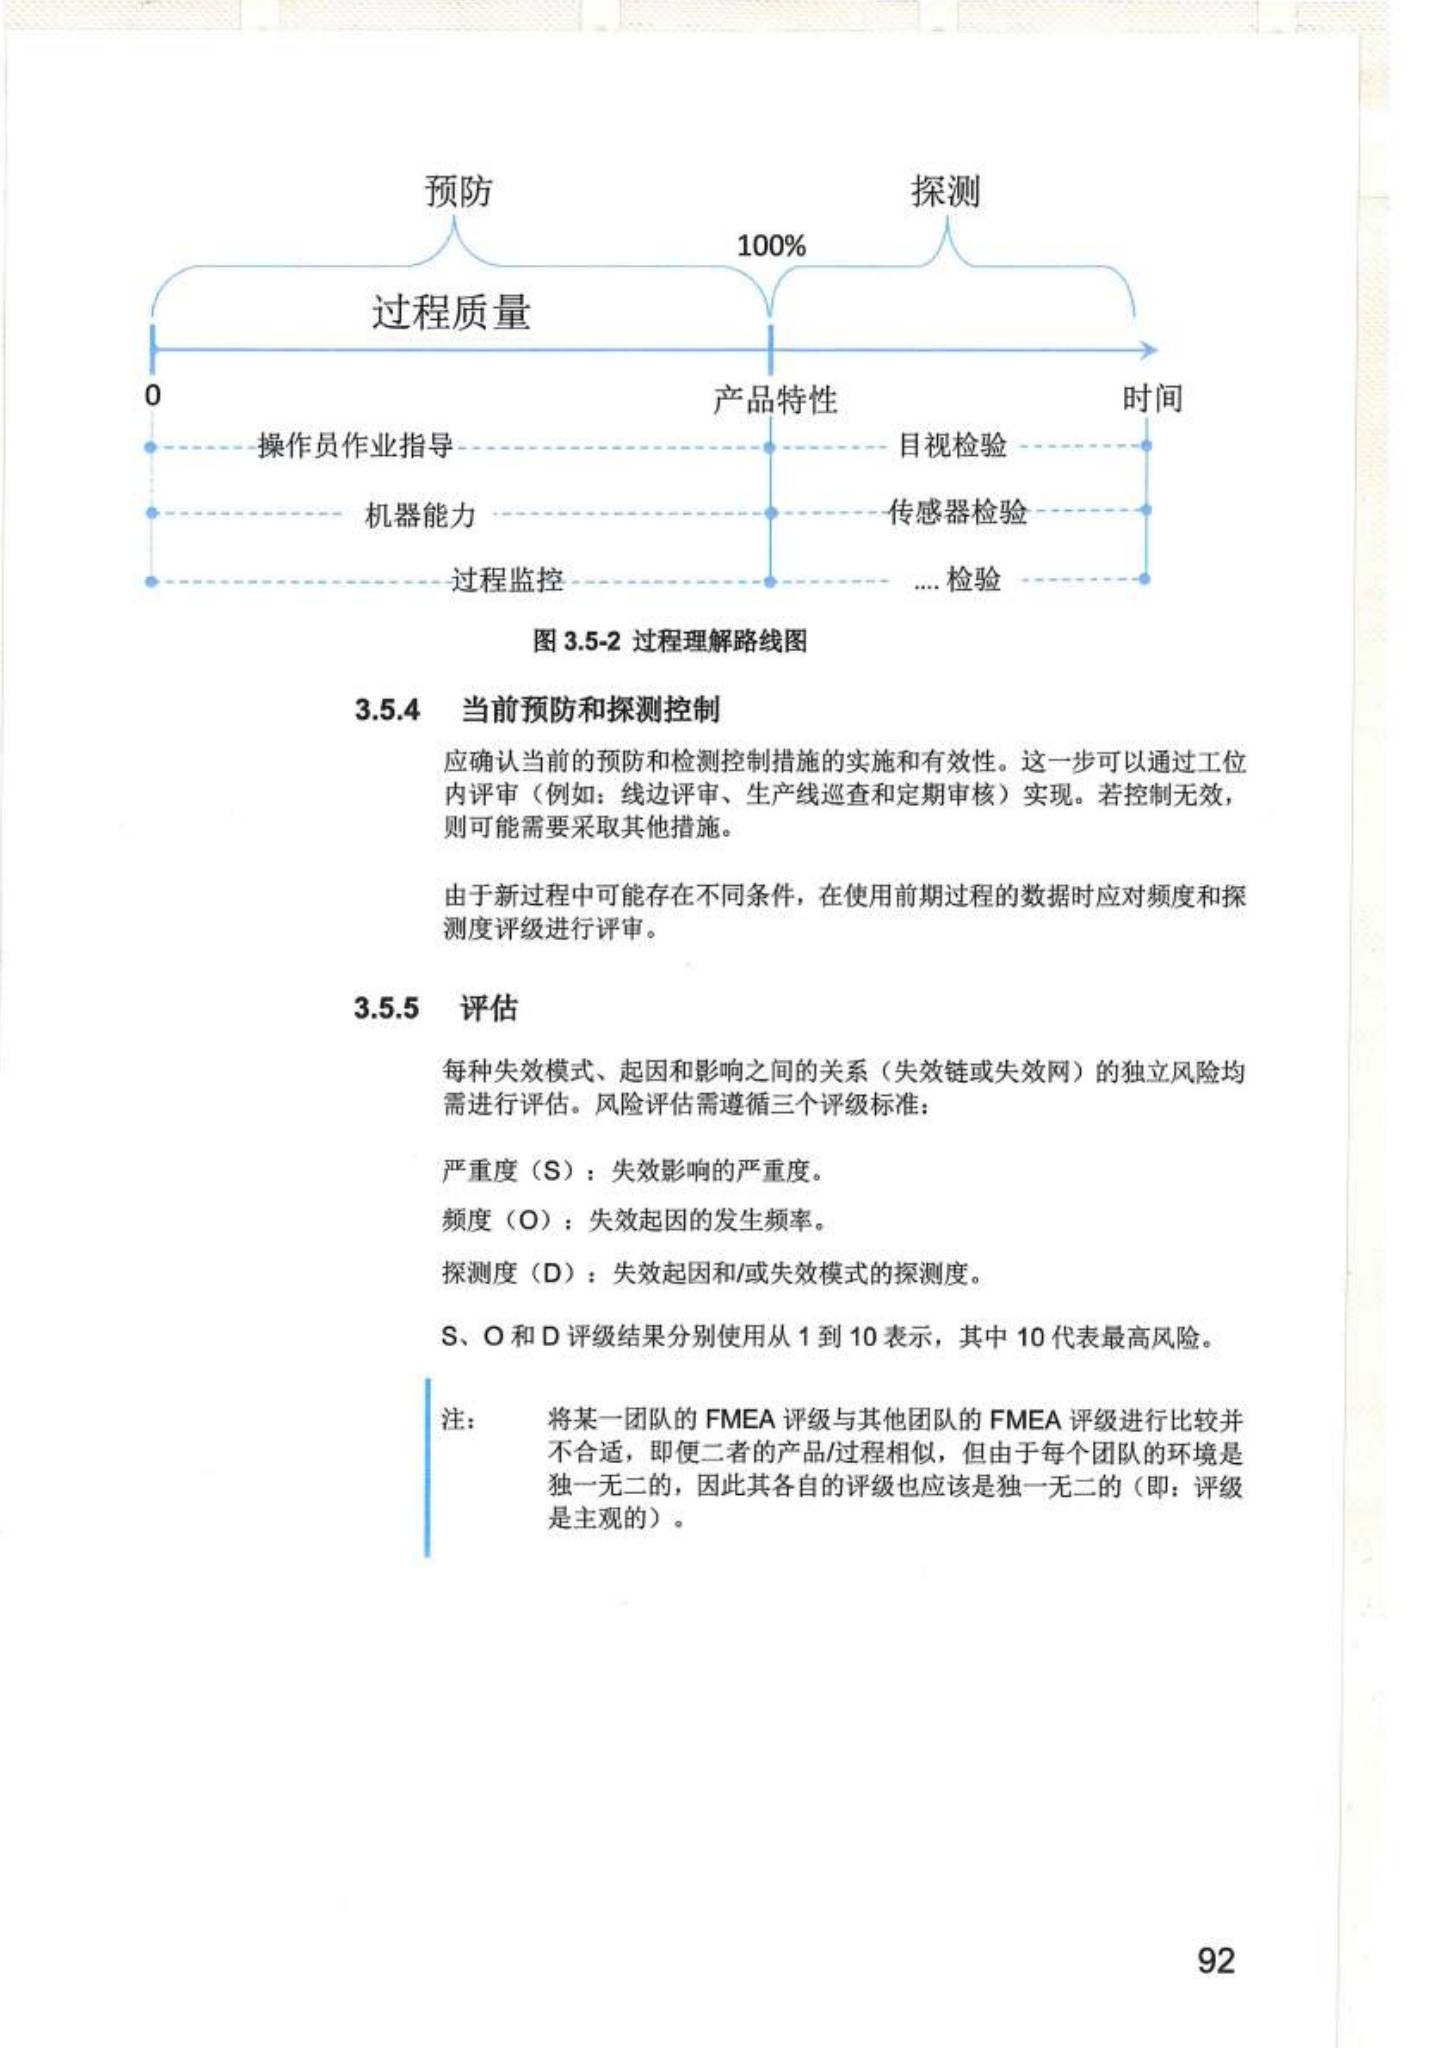 预防
探测
100%
过程质量
0
产品特性
时间
操作员作业指导
目视检验
机器能力
传感器检验
过程监控
.... 检验
图 3.5-2 过程理解路线图
3.5.4 当前预防和探测控制
应确认当前的预防和检测控制措施的实施和有效性。这一步可以通过工位
内评审（例如：线边评审、生产线巡查和定期审核）实现。若控制无效，
则可能需要采取其他措施。
由于新过程中可能存在不同条件，在使用前期过程的数据时应对频度和探
测度评级进行评审。
3.5.5 评估
每种失效模式、起因和影响之间的关系（失效链或失效网）的独立风险均
需进行评估。风险评估需遵循三个评级标准：
严重度（S）：失效影响的严重度。
频度（O）：失效起因的发生频率。
探测度（D）：失效起因和/或失效模式的探测度。
S、O 和 D 评级结果分别使用从 1 到 10 表示，其中 10 代表最高风险。
注： 将某一团队的 FMEA 评级与其他团队的 FMEA 评级进行比较并
不合适，即便二者的产品/过程相似，但由于每个团队的环境是
独一无二的，因此其各自的评级也应该是独一无二的（即：评级
是主观的）。
92